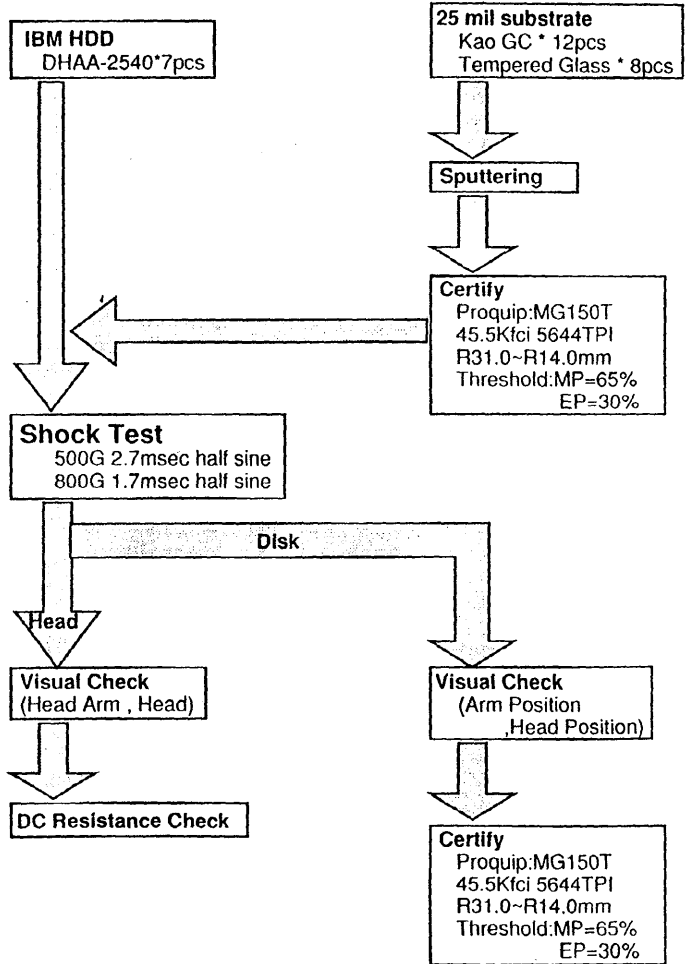 IBM HDD
DHAA-2540*7pcs
25 mil substrate
Kao GC * 12pcs
Tempered Glass * 8pcs
Sputtering
Certify
Proquip:MG150T
45.5Kfci 5644TPI
R31.0~R14.0mm
Threshold:MP=65%
EP=30%
Shock Test
500G 2.7msec half sine
800G 1.7msec half sine
Disk
Head
Visual Check
(Head Arm , Head)
DC Resistance Check
Visual Check
(Arm Position
,Head Position)
Certify
Proquip:MG150T
45.5Kfci 5644TPI
R31.0~R14.0mm
Threshold:MP=65%
EP=30%